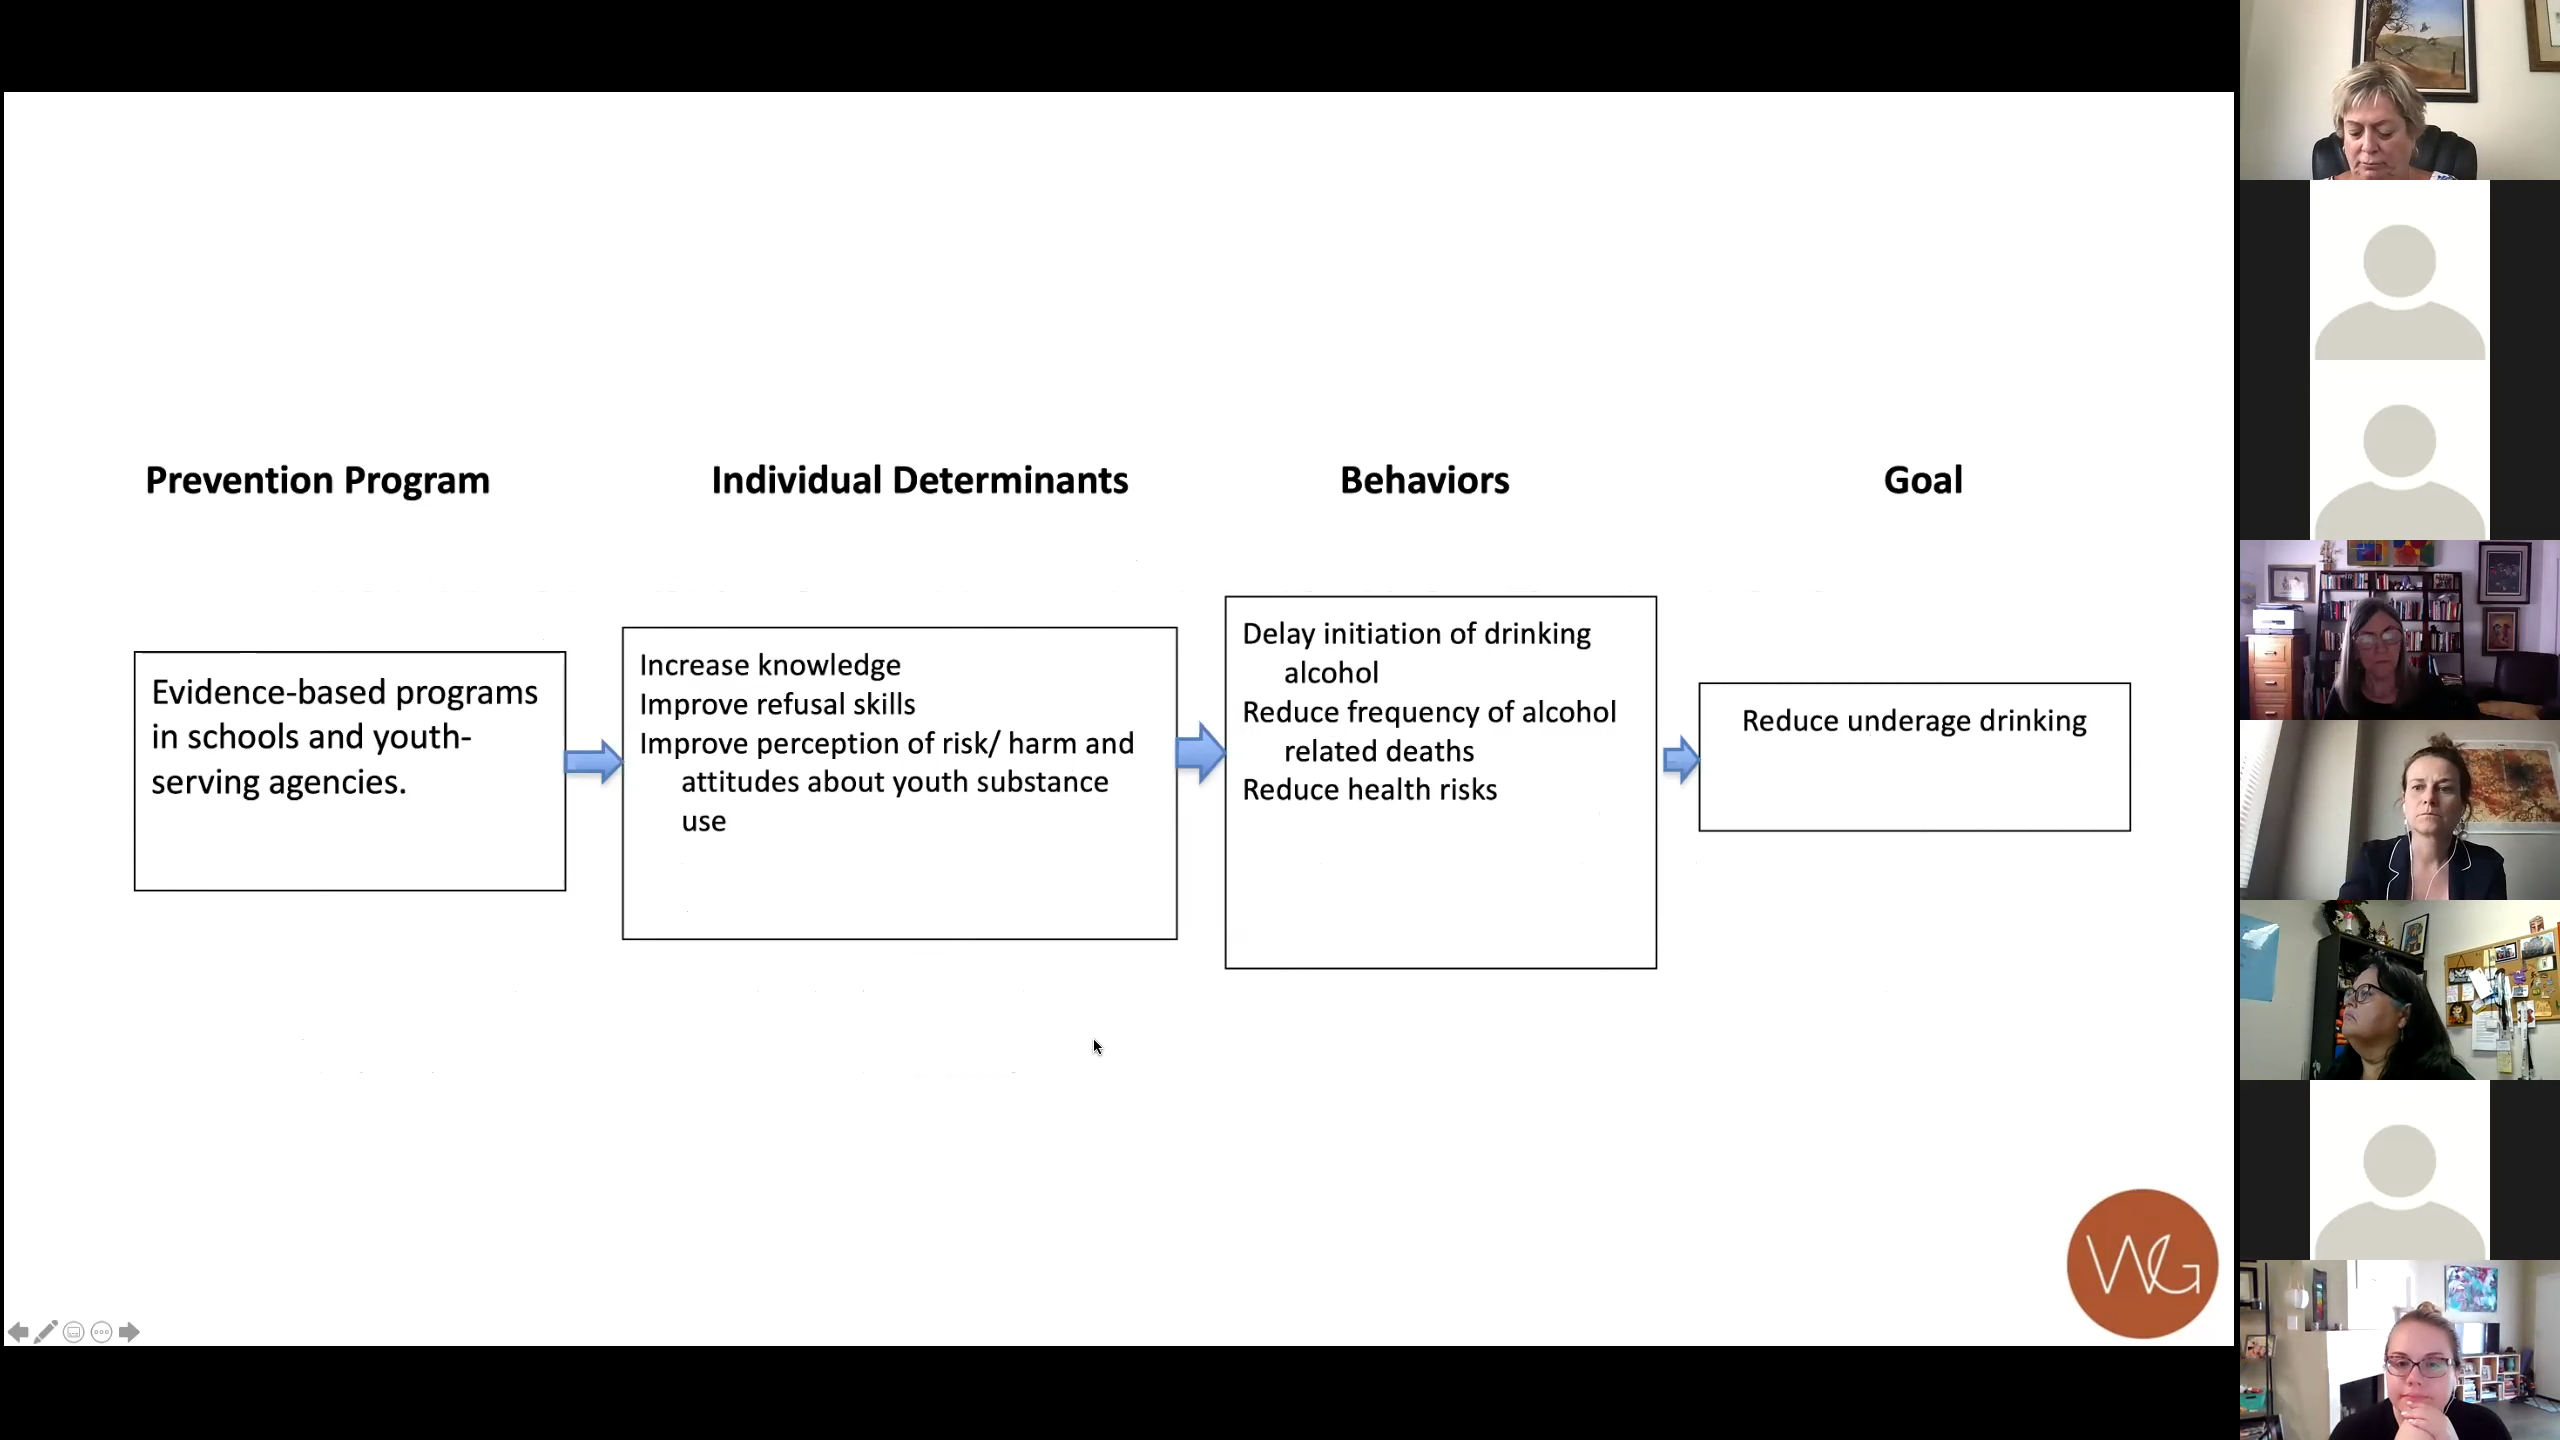 Prevention Program
Individual Determinants
Behaviors
Goal
Evidence-based programs
in schools and youth-
serving agencies.
Increase knowledge
Improve refusal skills
Improve perception of risk/ harm and
attitudes about youth substance
use
Delay initiation of drinking
alcohol
Reduce frequency of alcohol
related deaths
Reduce health risks
Reduce underage drinking
WG